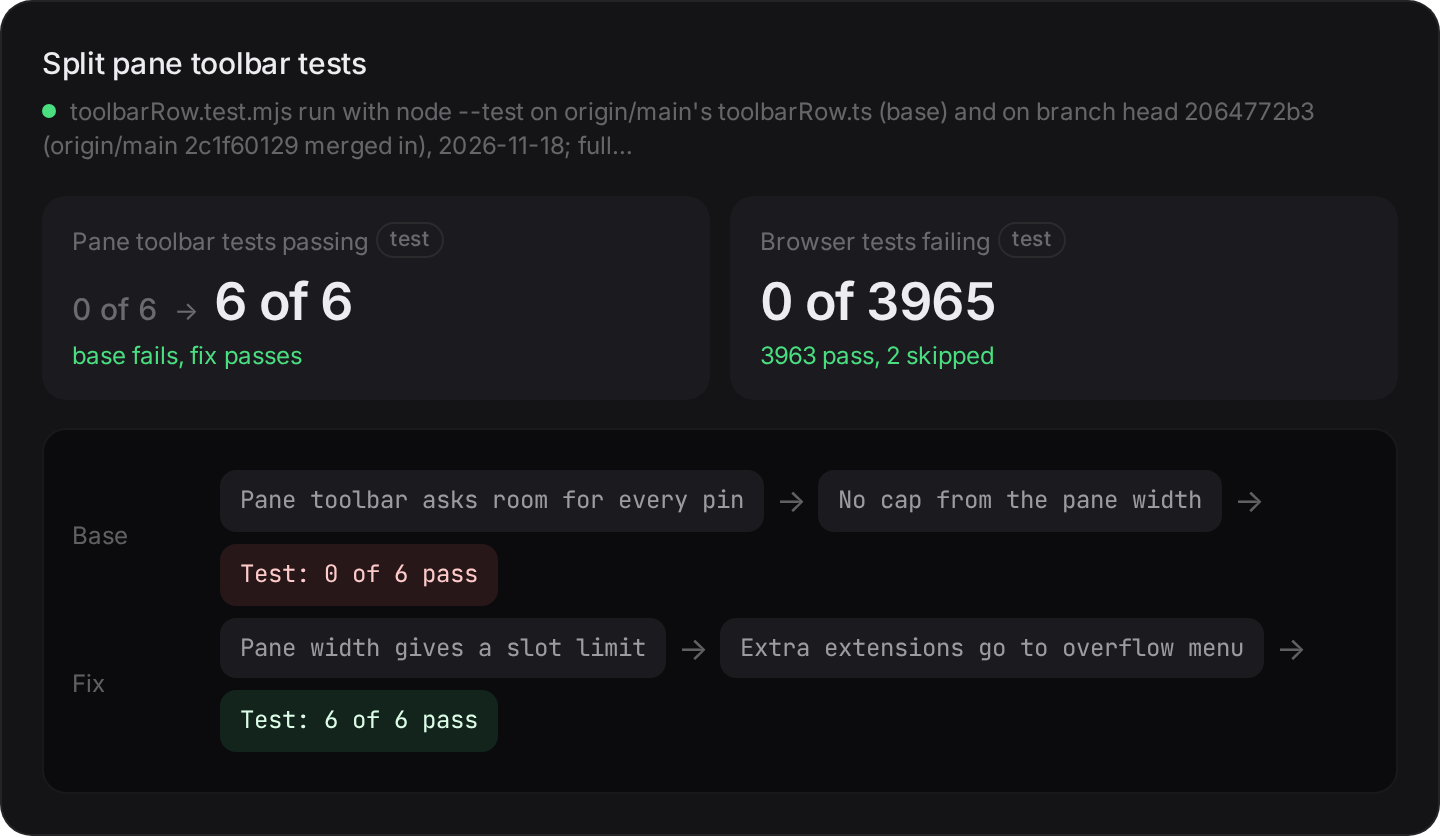 Split pane toolbar tests
toolbarRow.test.mjs run with node --test on origin/main's toolbarRow.ts (base) and on branch head 2064772b3
(origin/main 2c1f60129 merged in), 2026-11-18; full...
Pane toolbar tests passing test
0 of 6 → 6 of 6
base fails, fix passes
Browser tests failing test
0 of 3965
3963 pass, 2 skipped
Base
Pane toolbar asks room for every pin → No cap from the pane width →
Test: 0 of 6 pass
Fix
Pane width gives a slot limit → Extra extensions go to overflow menu →
Test: 6 of 6 pass